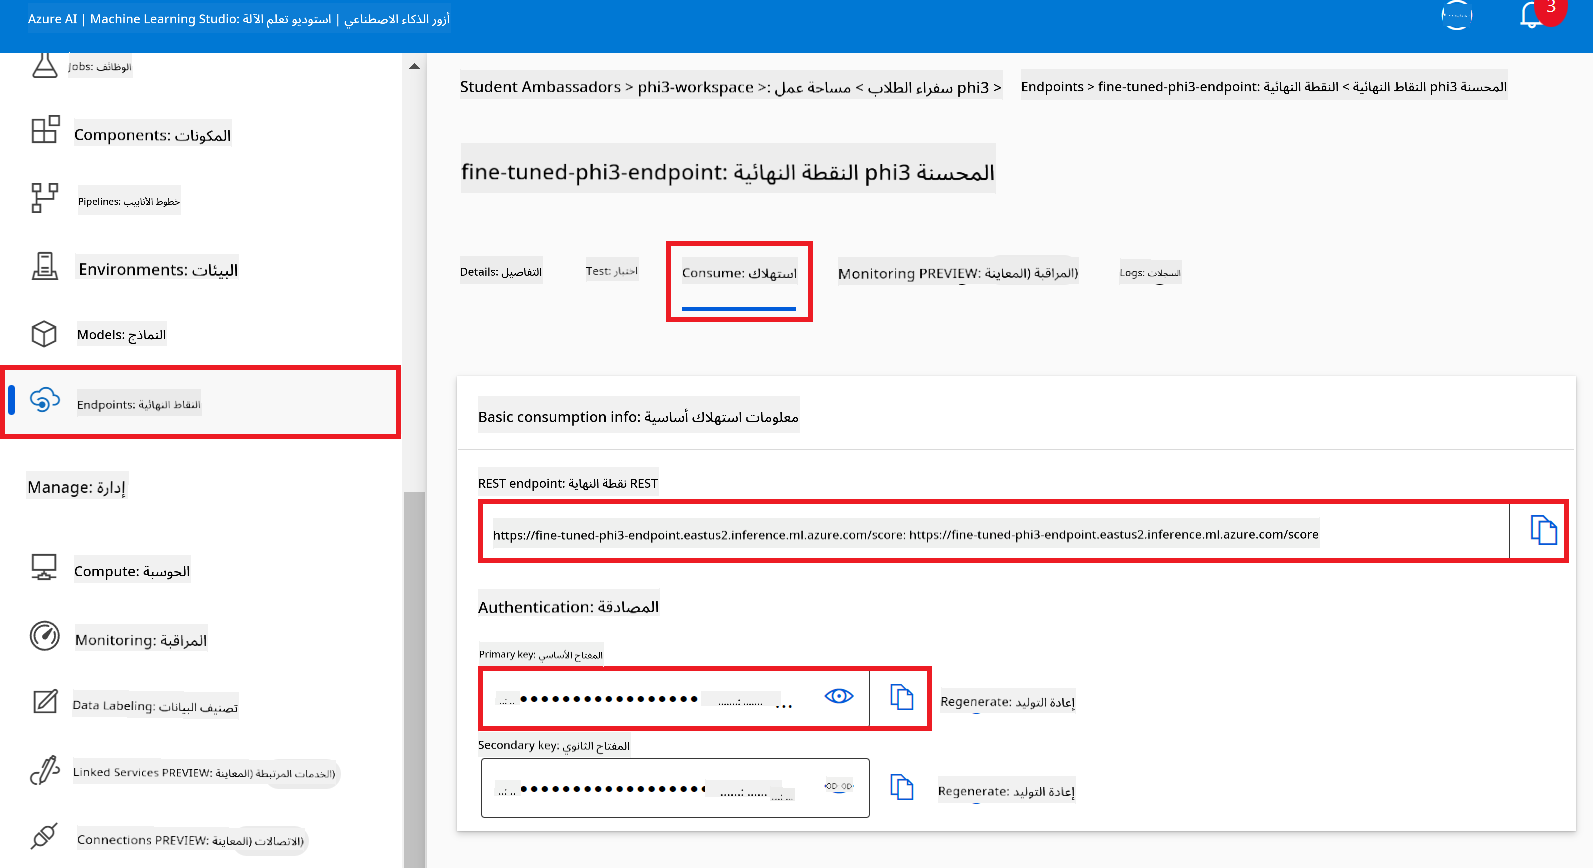 Azure AI | Machine Learning Studio: أزور الذكاء الاصطناعي | استوديو تعلم الآلة
3
Jobs: الوظائف
Components: المكونات
Pipelines: خطوط الأنابيب
Environments: البيئات
Models: النماذج
Endpoints: النقاط النهائية
Manage: إدارة
Compute: الحوسبة
Monitoring: المراقبة
Data Labeling: تصنيف البيانات
Linked Services PREVIEW: الخدمات المرتبطة (المعاينة)
Connections PREVIEW: الاتصالات (المعاينة)
Student Ambassadors > phi3-workspace >: سفراء الطلاب > مساحة عمل phi3 >
Endpoints > fine-tuned-phi3-endpoint: النقاط النهائية > النقطة النهائية phi3 المحسنة
fine-tuned-phi3-endpoint: النقطة النهائية phi3 المحسنة
Details: التفاصيل
Test: اختبار
Consume: استهلاك
Monitoring PREVIEW: المراقبة (المعاينة)
Logs: السجلات
Basic consumption info: معلومات استهلاك أساسية
REST endpoint: نقطة النهاية REST
https://fine-tuned-phi3-endpoint.eastus2.inference.ml.azure.com/score: https://fine-tuned-phi3-endpoint.eastus2.inference.ml.azure.com/score
Authentication: المصادقة
Primary key: المفتاح الأساسي
Regenerate: إعادة التوليد
Secondary key: المفتاح الثانوي
Regenerate: إعادة التوليد